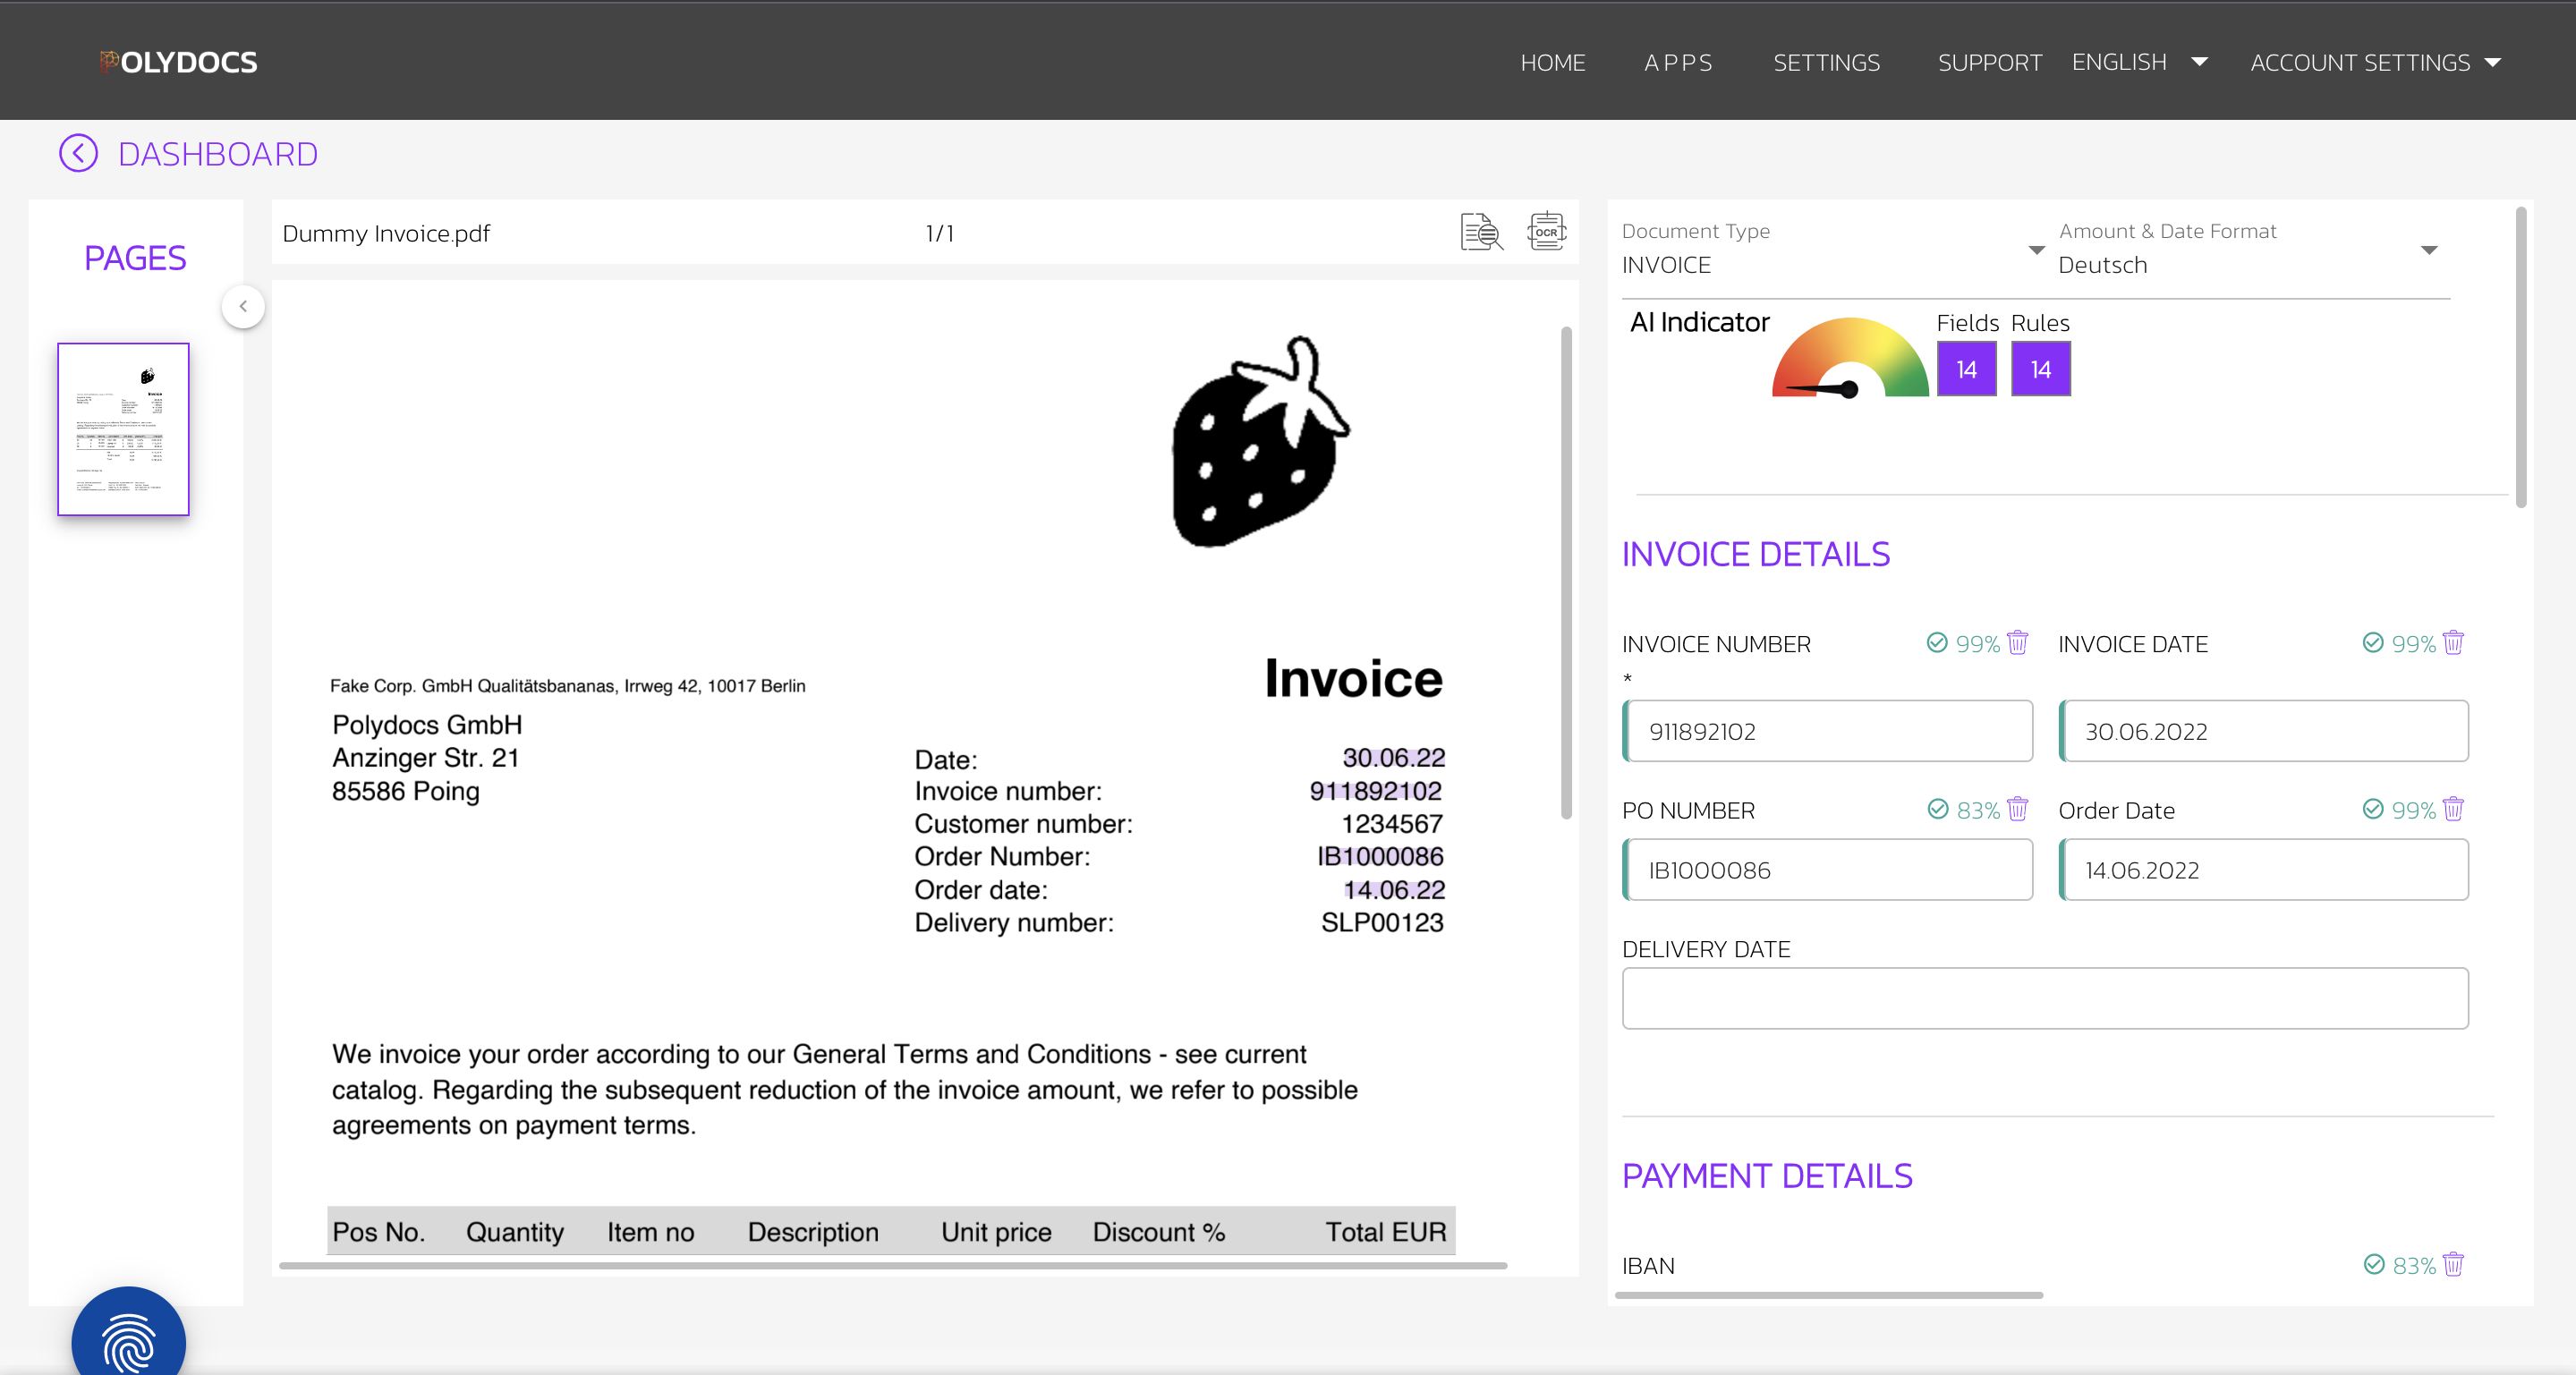 POLYDOCS
HOME APPS SETTINGS SUPPORT ENGLISH ACCOUNT SETTINGS
DASHBOARD
PAGES
Dummy Invoice.pdf 1/1 OCR
Invoice
Fake Corp. GmbH Qualitätsbananas, Irrweg 42, 10017 Berlin
Polydocs GmbH
Anzinger Str. 21
85586 Poing
Date: 30.06.22
Invoice number: 911892102
Customer number: 1234567
Order Number: IB1000086
Order date: 14.06.22
Delivery number: SLP00123
We invoice your order according to our General Terms and Conditions - see current
catalog. Regarding the subsequent reduction of the invoice amount, we refer to possible
agreements on payment terms.
Pos No. Quantity Item no Description Unit price Discount % Total EUR
Document Type Amount & Date Format
INVOICE Deutsch
AI Indicator Fields Rules
14 14
INVOICE DETAILS
INVOICE NUMBER 99% INVOICE DATE 99%
*
911892102 30.06.2022
PO NUMBER 83% Order Date 99%
IB1000086 14.06.2022
DELIVERY DATE
PAYMENT DETAILS
IBAN 83%